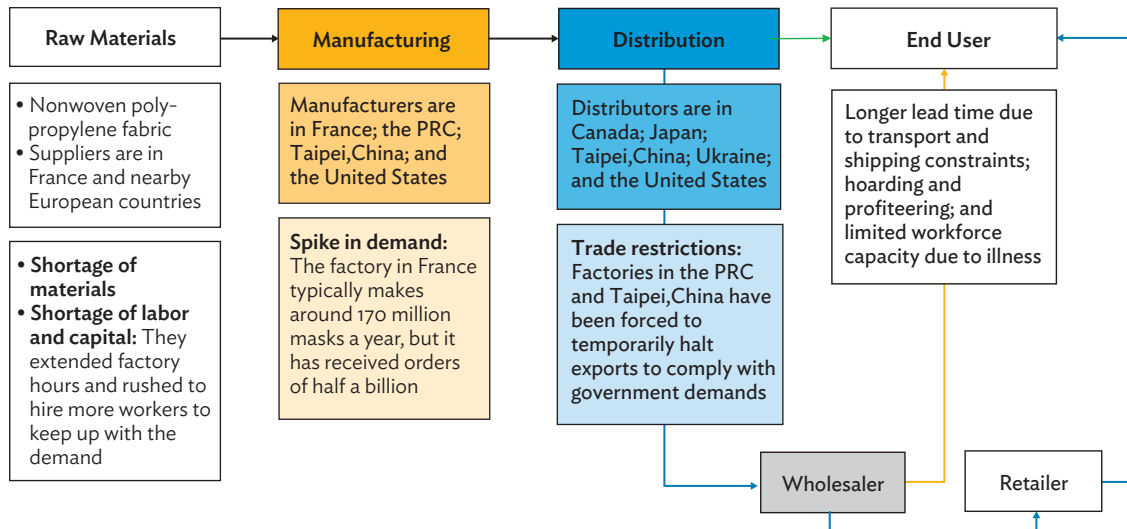 Raw Materials
Manufacturing
Distribution
End User
• Nonwoven poly-
propylene fabric
• Suppliers are in
France and nearby
European countries
Manufacturers are
in France; the PRC;
Taipei,China; and
the United States
Distributors are in
Canada; Japan;
Taipei,China; Ukraine;
and the United States
Longer lead time due
to transport and
shipping constraints;
hoarding and
profiteering; and
limited workforce
capacity due to illness
• Shortage of
materials
• Shortage of labor
and capital: They
extended factory
hours and rushed to
hire more workers to
keep up with the
demand
Spike in demand:
The factory in France
typically makes
around 170 million
masks a year, but it
has received orders
of half a billion
Trade restrictions:
Factories in the PRC
and Taipei,China have
been forced to
temporarily halt
exports to comply with
government demands
Wholesaler
Retailer